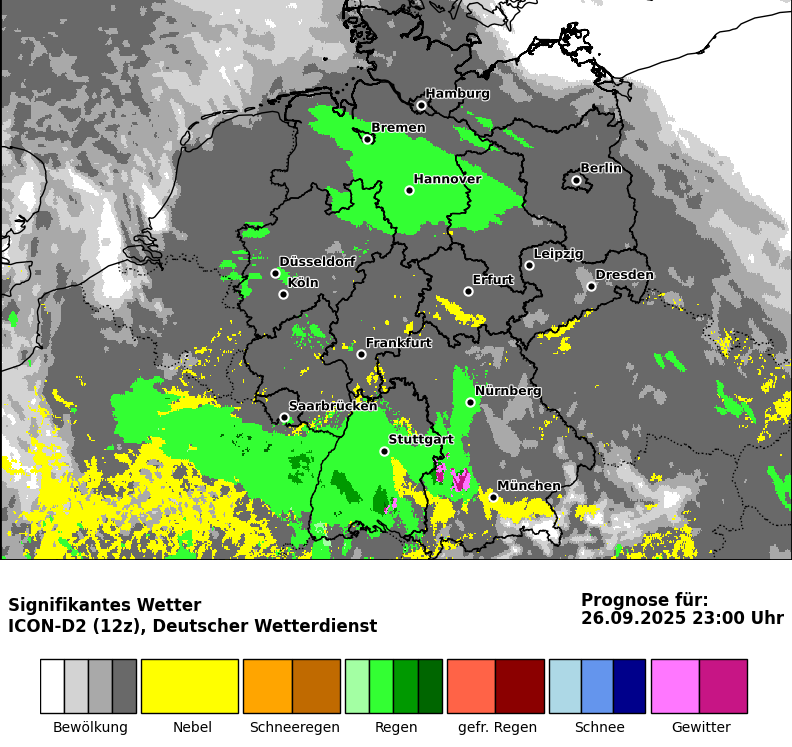 Hamburg
Bremen
Berlin
Hannover
Leipzig
Düsseldorf
Dresden
Köln
Erfurt
Frankfurt
Nürnberg
Saarbrücken
Stuttgart
München
Signifikantes Wetter
ICON-D2 (12z), Deutscher Wetterdienst
Prognose für:
26.09.2025 23:00 Uhr
Bewölkung
Nebel
Schneeregen
Regen
gefr. Regen
Schnee
Gewitter